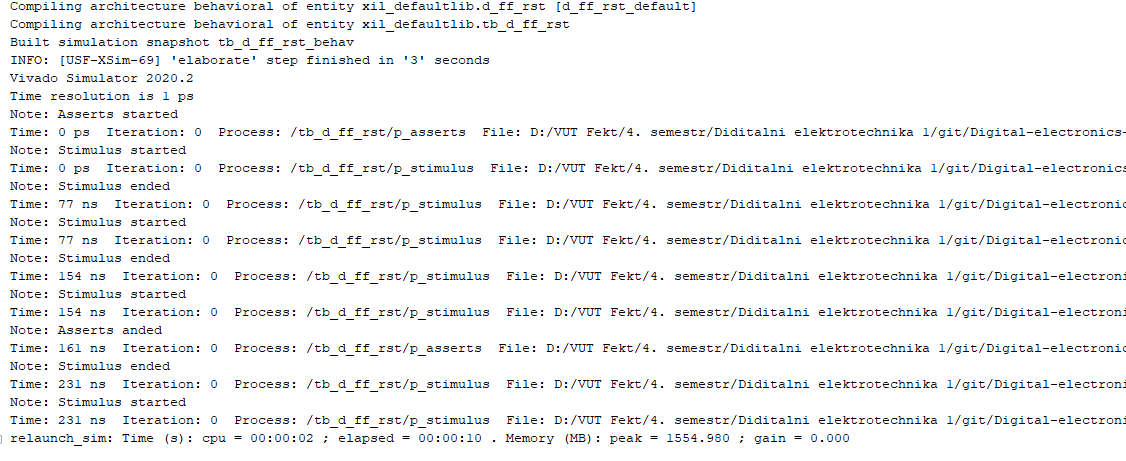 Compiling architecture behavioral of entity xil_defaultlib.d_ff_rst [d_ff_rst_default]
Compiling architecture behavioral of entity xil_defaultlib.tb_d_ff_rst
Built simulation snapshot tb_d_ff_rst_behav
INFO: [USF-XSim-69] 'elaborate' step finished in '3' seconds
Vivado Simulator 2020.2
Time resolution is 1 ps
Note: Asserts started
Time: 0 ps  Iteration: 0  Process: /tb_d_ff_rst/p_asserts  File: D:/VUT Fekt/4. semestr/Diditalni elektrotechnika 1/git/Digital-electronics-
Note: Stimulus started
Time: 0 ps  Iteration: 0  Process: /tb_d_ff_rst/p_stimulus  File: D:/VUT Fekt/4. semestr/Diditalni elektrotechnika 1/git/Digital-electronics
Note: Stimulus ended
Time: 77 ns  Iteration: 0  Process: /tb_d_ff_rst/p_stimulus  File: D:/VUT Fekt/4. semestr/Diditalni elektrotechnika 1/git/Digital-electronic
Note: Stimulus started
Time: 77 ns  Iteration: 0  Process: /tb_d_ff_rst/p_stimulus  File: D:/VUT Fekt/4. semestr/Diditalni elektrotechnika 1/git/Digital-electronic
Note: Stimulus ended
Time: 154 ns  Iteration: 0  Process: /tb_d_ff_rst/p_stimulus  File: D:/VUT Fekt/4. semestr/Diditalni elektrotechnika 1/git/Digital-electroni
Note: Stimulus started
Time: 154 ns  Iteration: 0  Process: /tb_d_ff_rst/p_stimulus  File: D:/VUT Fekt/4. semestr/Diditalni elektrotechnika 1/git/Digital-electroni
Note: Asserts anded
Time: 161 ns  Iteration: 0  Process: /tb_d_ff_rst/p_asserts  File: D:/VUT Fekt/4. semestr/Diditalni elektrotechnika 1/git/Digital-electronic
Note: Stimulus ended
Time: 231 ns  Iteration: 0  Process: /tb_d_ff_rst/p_stimulus  File: D:/VUT Fekt/4. semestr/Diditalni elektrotechnika 1/git/Digital-electroni
Note: Stimulus started
Time: 231 ns  Iteration: 0  Process: /tb_d_ff_rst/p_stimulus  File: D:/VUT Fekt/4. semestr/Diditalni elektrotechnika 1/git/Digital-electroni
relaunch_sim: Time (s): cpu = 00:00:02 ; elapsed = 00:00:10 . Memory (MB): peak = 1554.980 ; gain = 0.000